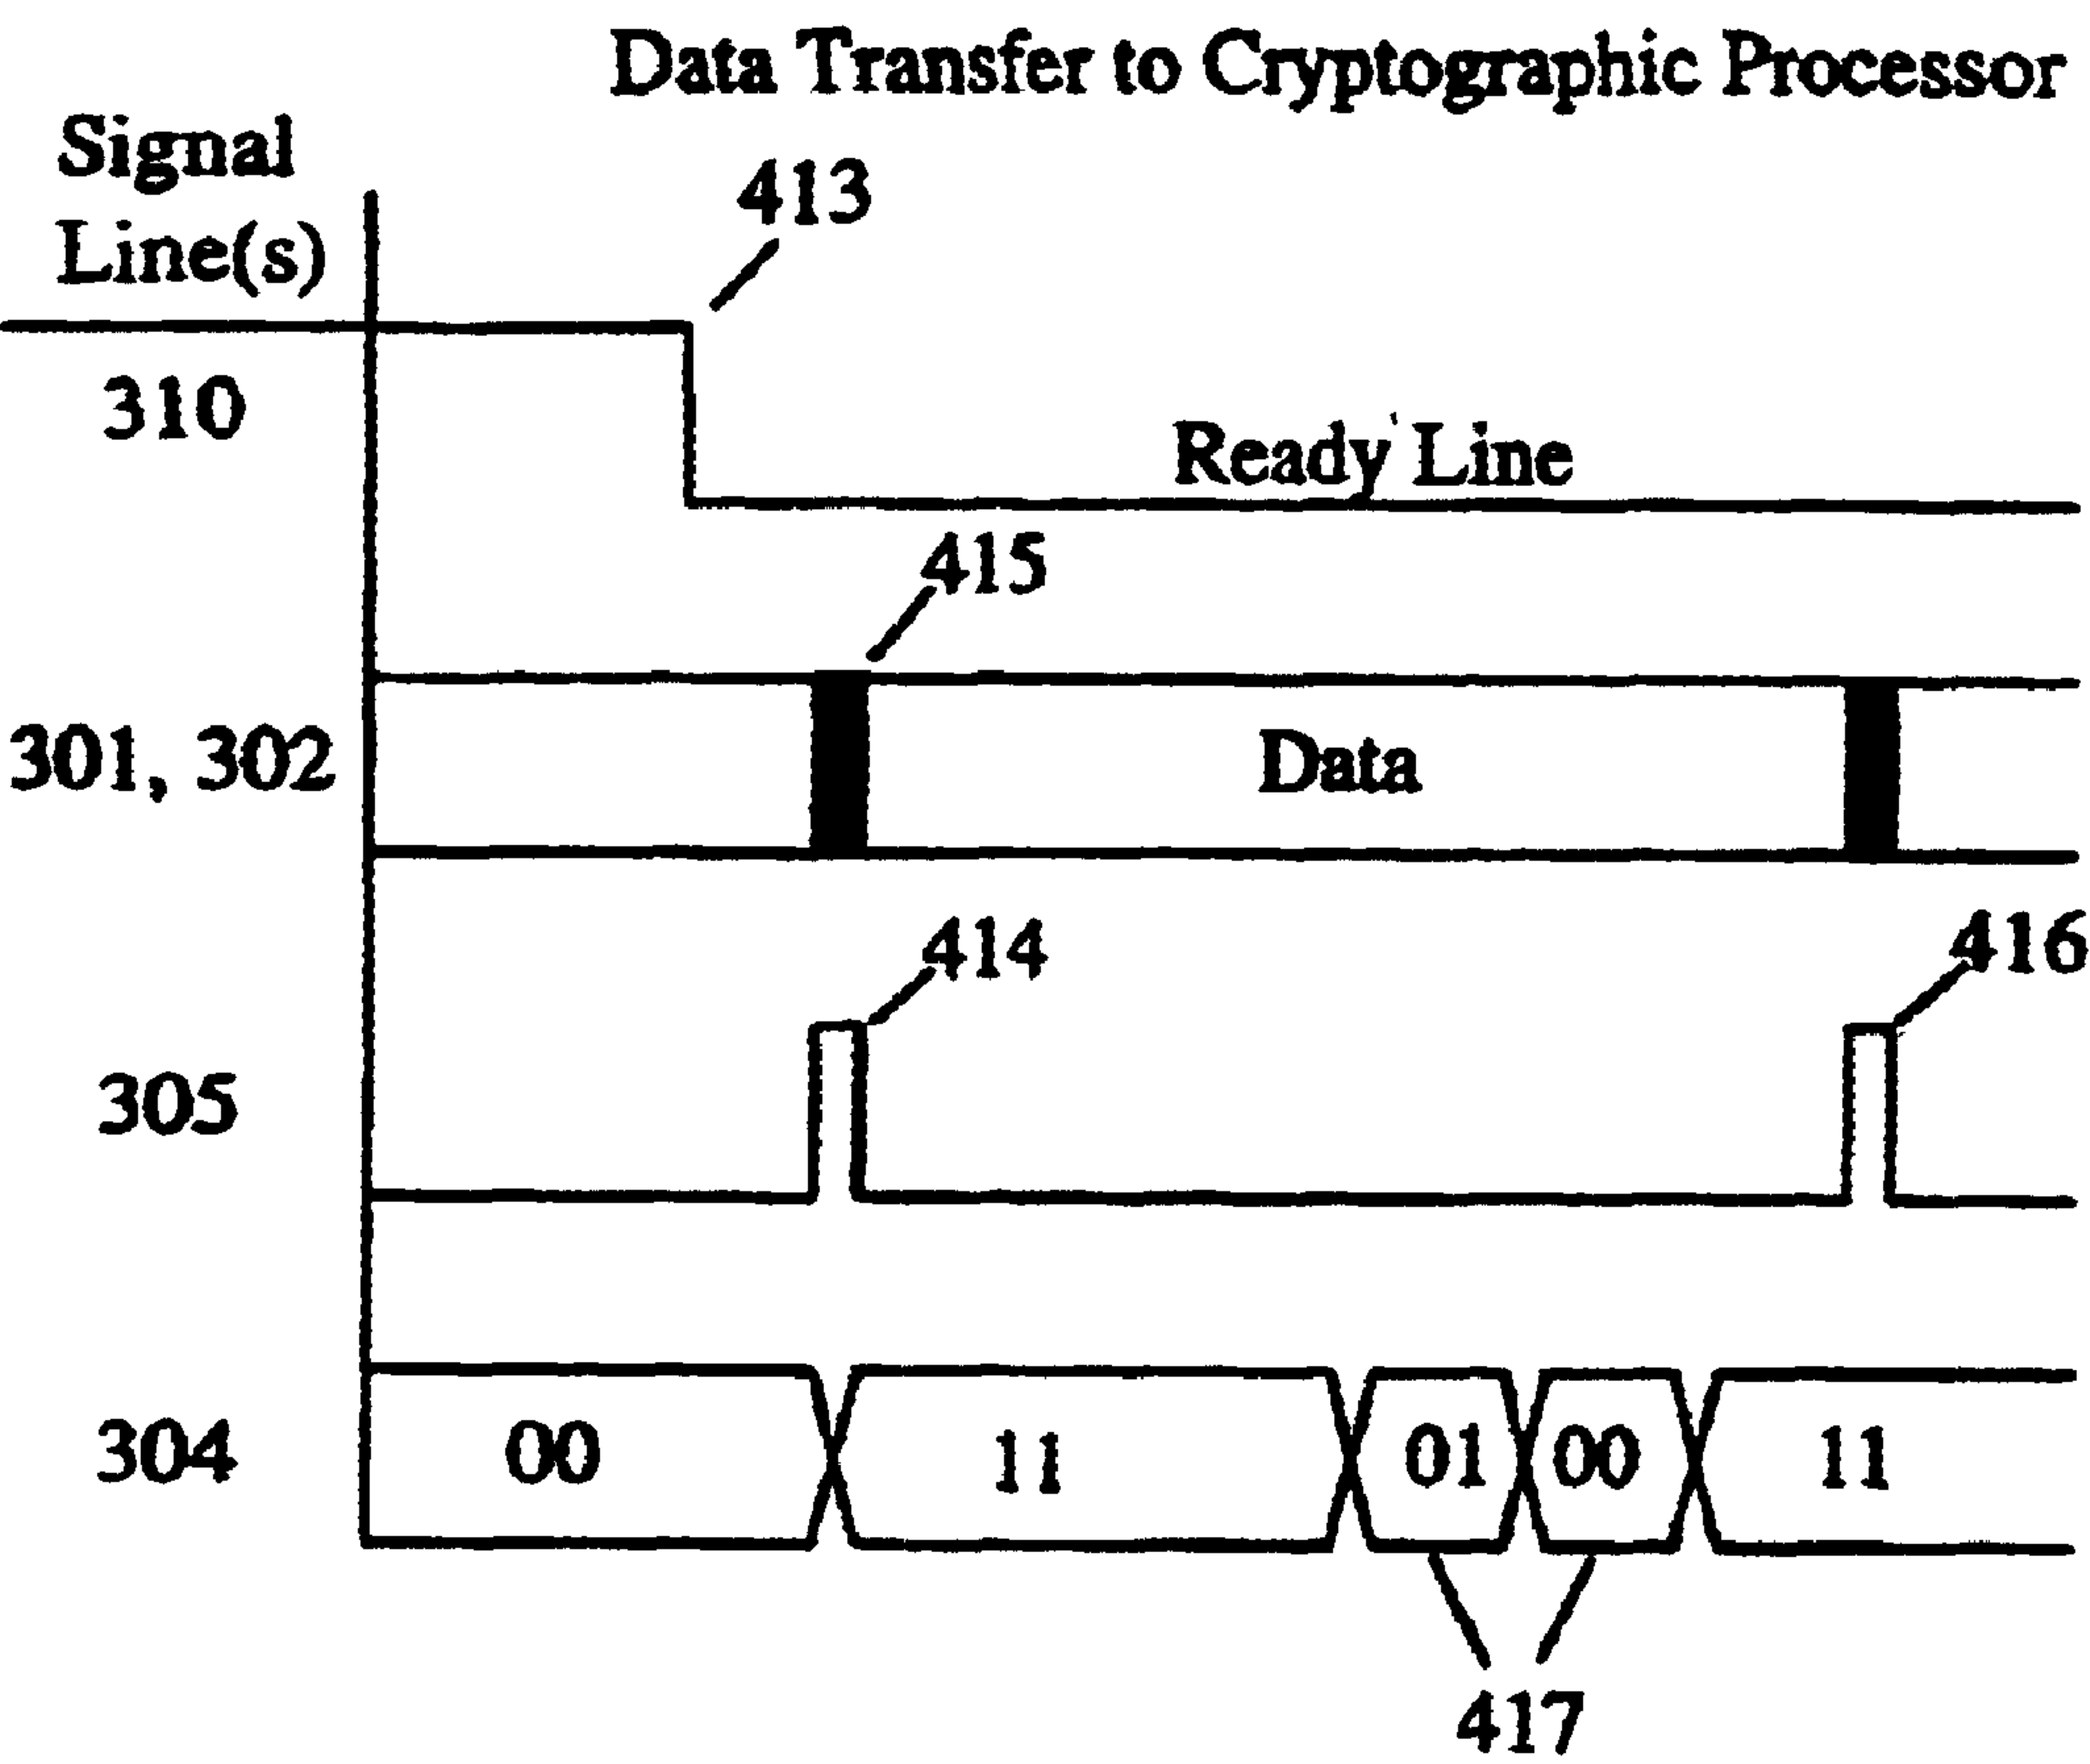 Data Transfer to Cryptographic Processor
Signal
Line(s)
413
310
Ready Line
415
301, 302
Data
414
416
305
304
00
11
01
00
11
417